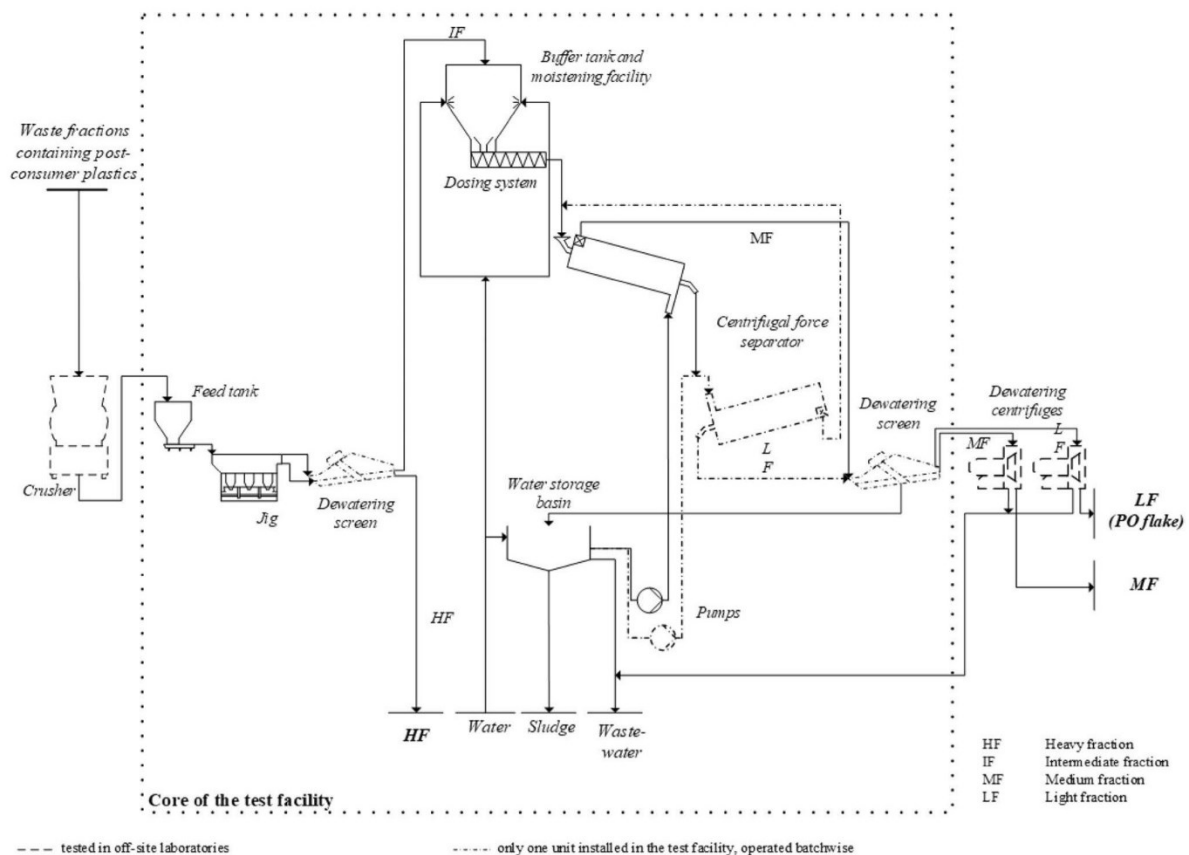 IF
Buffer tank and
moistening facility
Waste fractions
containing post-
consumer plastics
Dosing system
MF
Centrifugal force
separator
Feed tank
Dewatering
screen
Dewatering
centrifuges
MF
L
F
L
F
Crusher
Jig
Dewatering
screen
Water storage
basin
LF
(PO flake)
MF
HF
Pumps
HF
Water
Sludge
Waste-
water
HF Heavy fraction
IF Intermediate fraction
MF Medium fraction
LF Light fraction
Core of the test facility
tested in off-site laboratories
only one unit installed in the test facility, operated batchwise